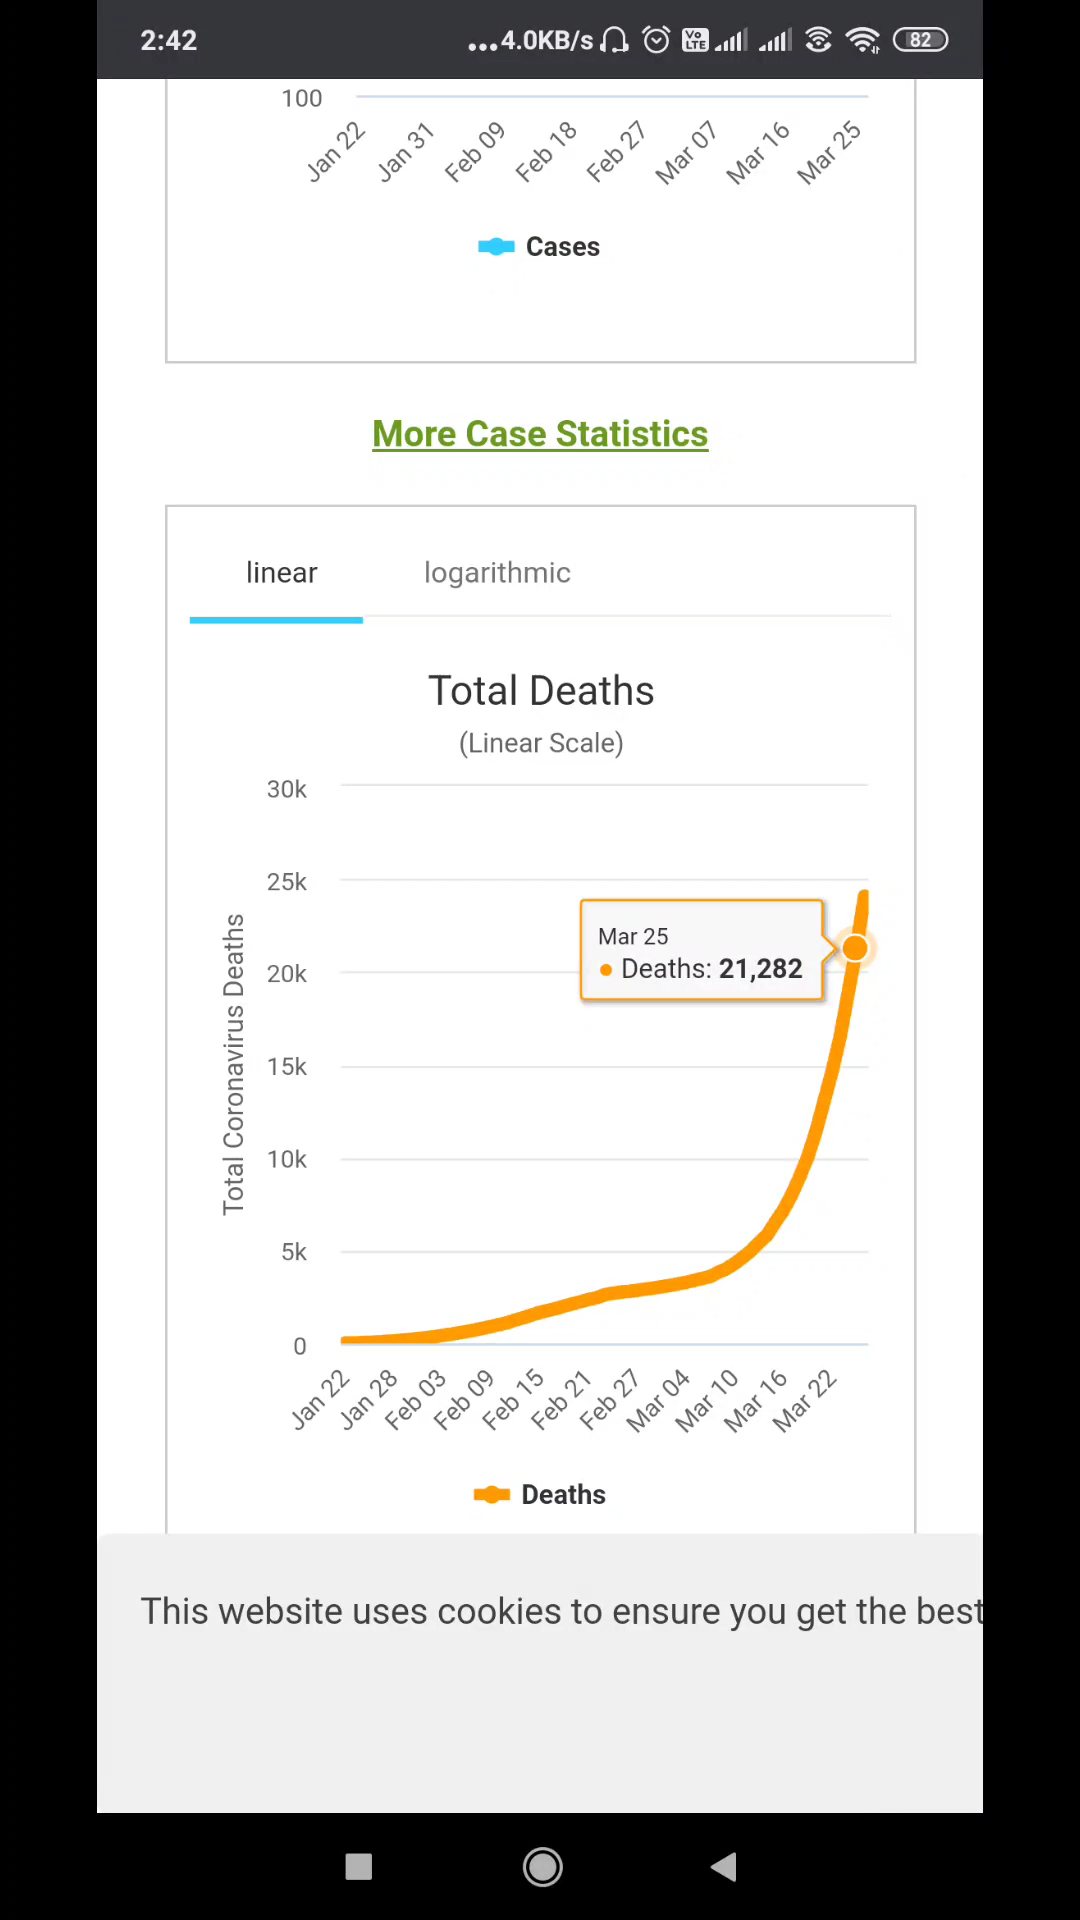 2:42
...4.0KB/s Vo LTE 82
100
Jan 22 Jan 31 Feb 09 Feb 18 Feb 27 Mar 07 Mar 16 Mar 25
Cases
More Case Statistics
linear logarithmic
Total Deaths
(Linear Scale)
Total Coronavirus Deaths
30k
25k
20k
15k
10k
5k
0
Mar 25
Deaths: 21,282
Jan 22 Jan 28 Feb 03 Feb 09 Feb 15 Feb 21 Feb 27 Mar 04 Mar 10 Mar 16 Mar 22
Deaths
This website uses cookies to ensure you get the best